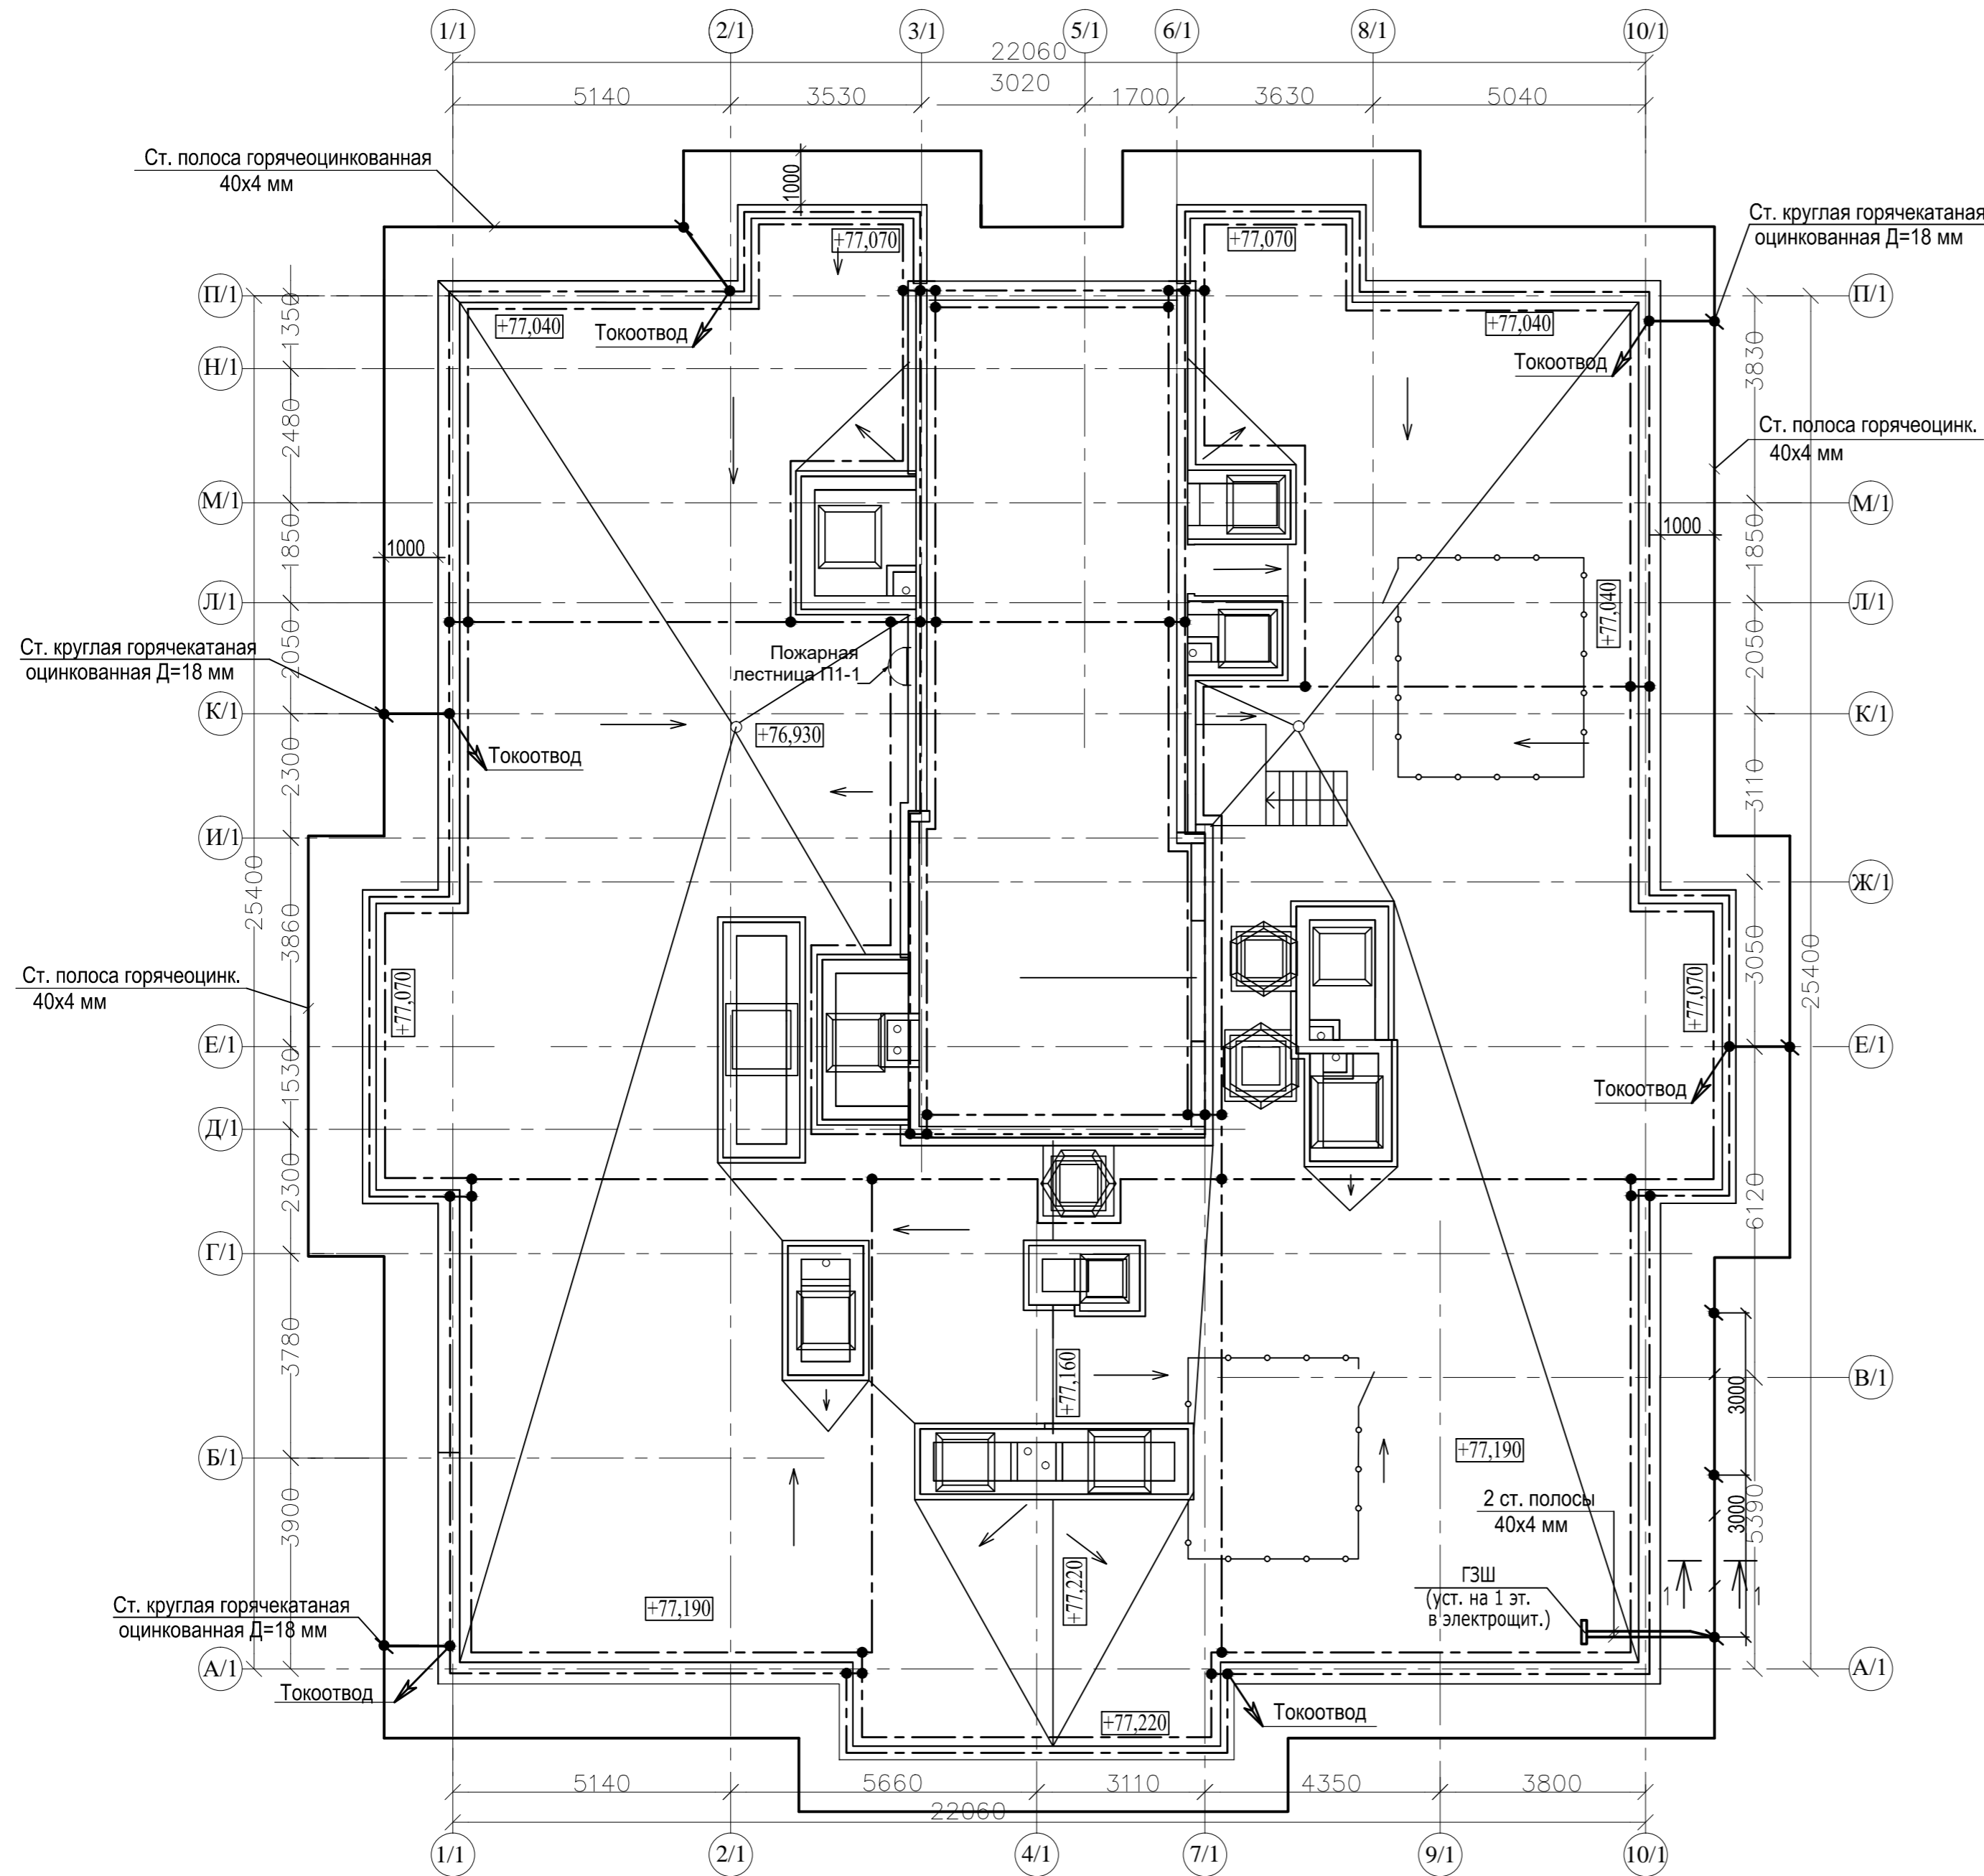 1/1
2/1
3/1
5/1
6/1
8/1
10/1
22060
5140
3530
3020
1700
3630
5040
Ст. полоса горячеоцинкованная
40х4 мм
1000
Ст. круглая горячекатаная
оцинкованная Д=18 мм
+77,070
+77,070
П/1
П/1
1350
+77,040
Токоотвод
+77,040
Токоотвод
3830
Н/1
2480
Ст. полоса горячеоцинк.
40х4 мм
М/1
М/1
1850
1000
1000
1850
Л/1
Л/1
+77,040
Ст. круглая горячекатаная
оцинкованная Д=18 мм
2050
Пожарная
лестница П1-1
2050
К/1
К/1
+76,930
Токоотвод
2300
3110
И/1
25400
Ж/1
3860
3050
25400
Ст. полоса горячеоцинк.
40х4 мм
+77,070
+77,070
Е/1
Е/1
1530
Токоотвод
Д/1
2300
6120
Г/1
3780
+77,160
В/1
3000
Б/1
+77,190
3900
2 ст. полосы
40х4 мм
3000
5390
ГЗШ
(уст. на 1 эт.
в электрощит.)
1
1
+77,190
+77,220
Ст. круглая горячекатаная
оцинкованная Д=18 мм
А/1
А/1
Токоотвод
+77,220
Токоотвод
5140
5660
3110
4350
3800
22060
1/1
2/1
4/1
7/1
9/1
10/1